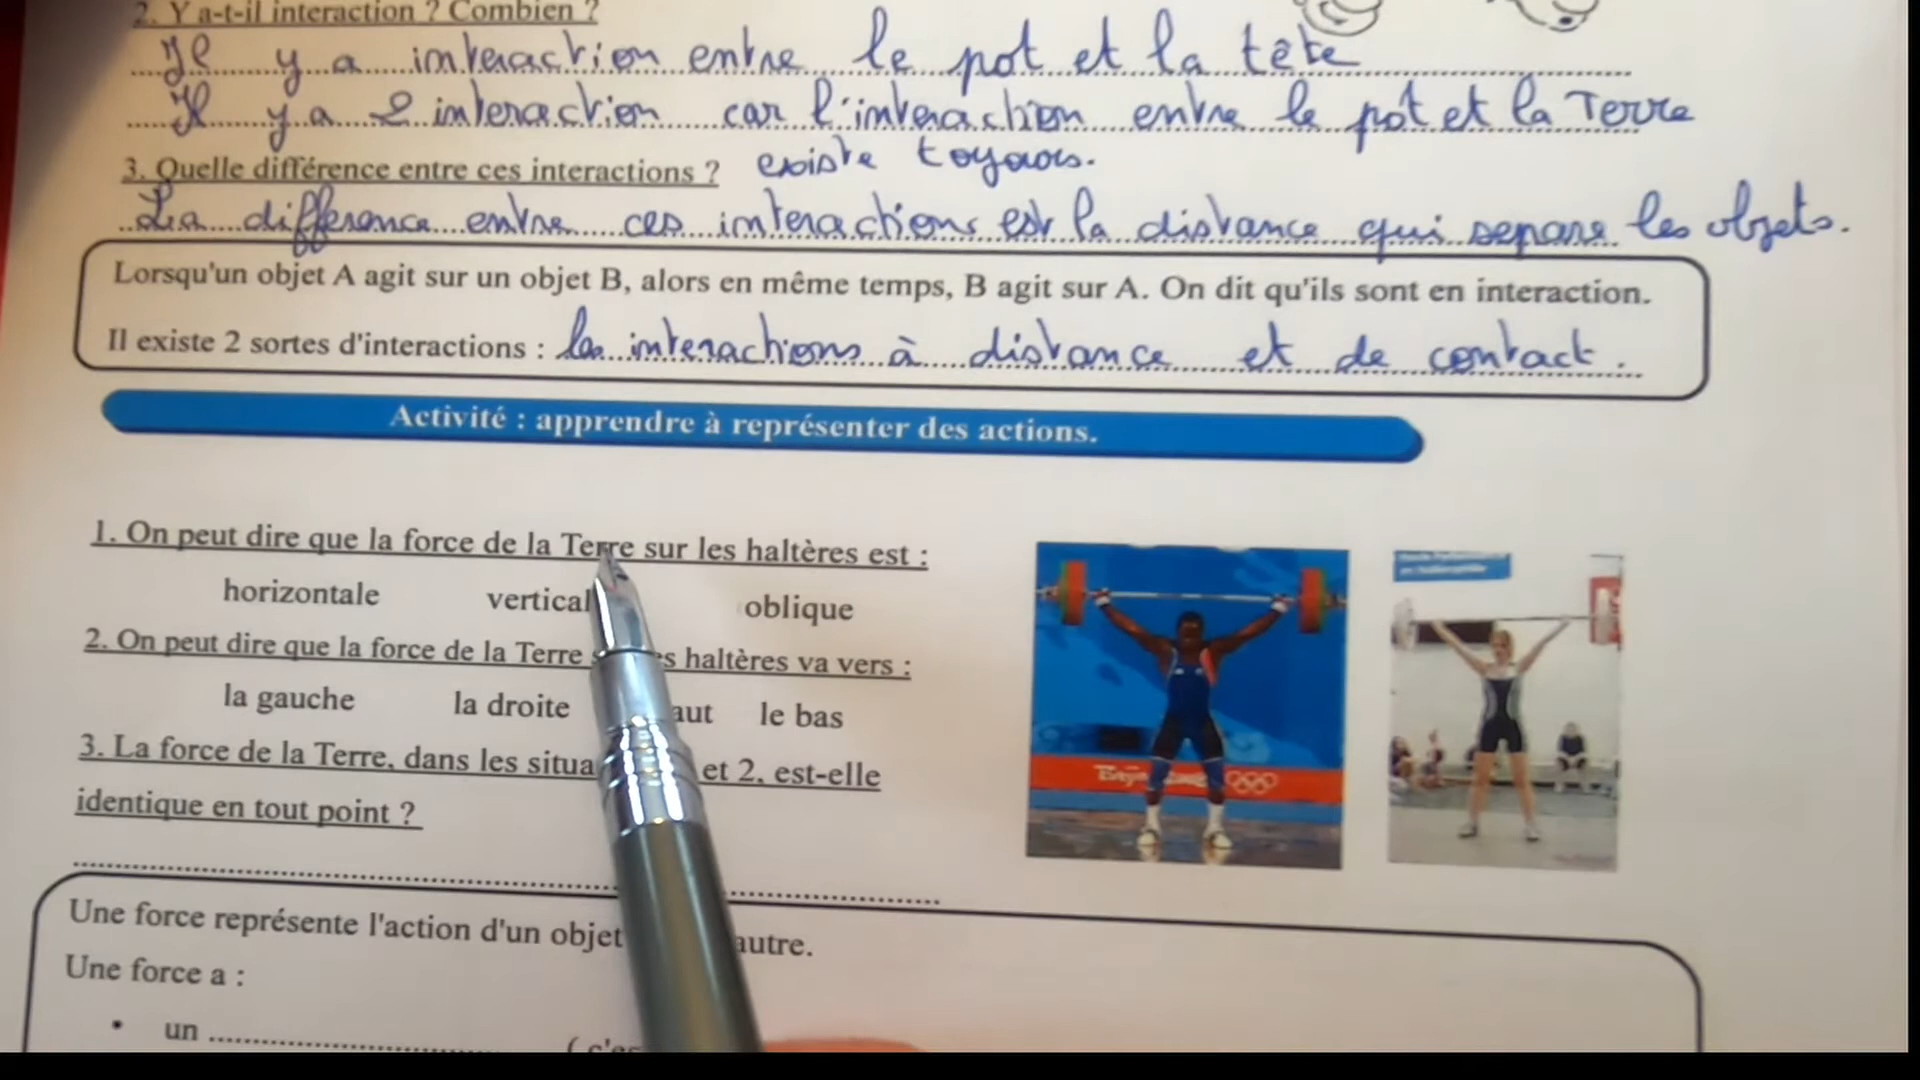 2. Y a-t-il interaction ? Combien ?
Il y a interaction entre le pot et la tête
Il y a 2 interaction car l'interaction entre le pot et la Terre
3. Quelle différence entre ces interactions ? existe toujours.
La différence entre ces interactions est la distance qui separe les objets.
Lorsqu'un objet A agit sur un objet B, alors en même temps, B agit sur A. On dit qu'ils sont en interaction.
Il existe 2 sortes d'interactions : les interactions à distance et de contact.
Activité : apprendre à représenter des actions.
1. On peut dire que la force de la Terre sur les haltères est :
horizontale vertical oblique
2. On peut dire que la force de la Terre haltères va vers :
la gauche la droite aut le bas
3. La force de la Terre, dans les situa et 2, est-elle
identique en tout point ?
Une force représente l'action d'un objet autre.
Une force a :
• un